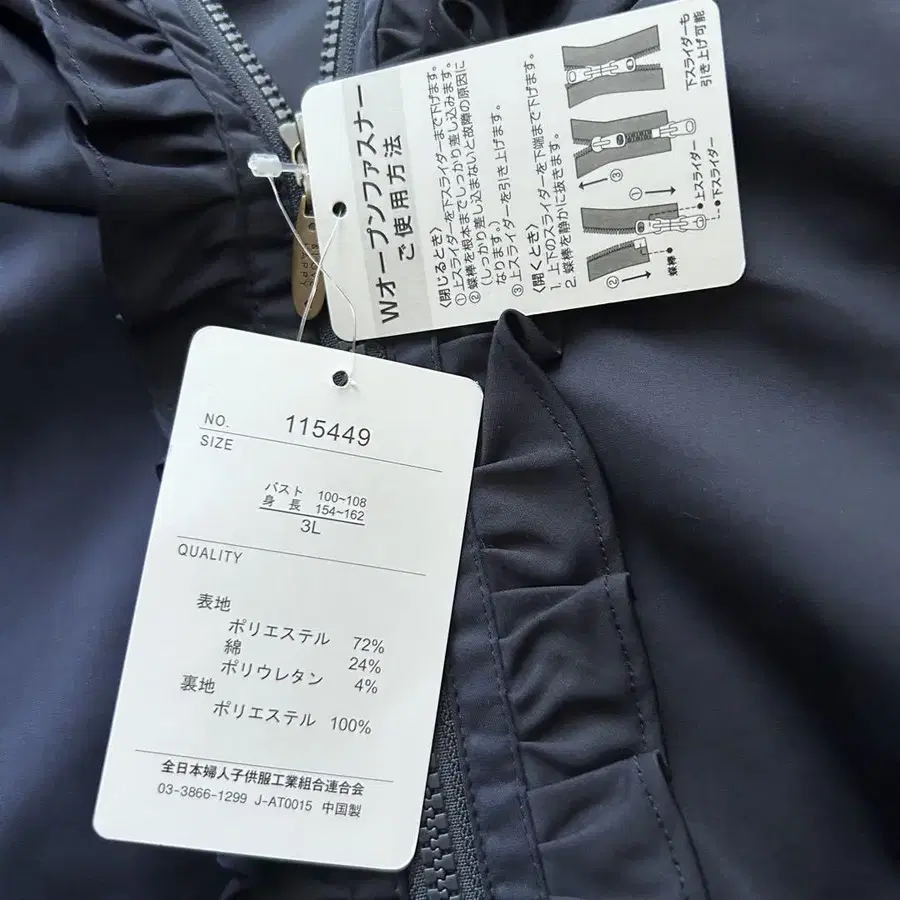 Wオープンファスナー
ご使用方法
〈閉じるとき〉
①上スライダーを下スライダーまで下げます。
②蝶棒を根本までしっかり差し込みます。
(しっかり差し込まないと故障の原因に
なります。)
③上スライダーを引き上げます。
〈開くとき〉
1. 上下のスライダーを下端まで下げます。
2. 蝶棒を静かに抜きます。
下スライダーも
引き上げ可能
③
①
上スライダー
下スライダー
②
蝶棒
NO. 115449
SIZE
バスト 100~108
身長 154~162
3L
QUALITY
表地
ポリエステル 72%
綿 24%
ポリウレタン 4%
裏地
ポリエステル 100%
全日本婦人子供服工業組合連合会
03-3866-1299 J-AT0015 中国製